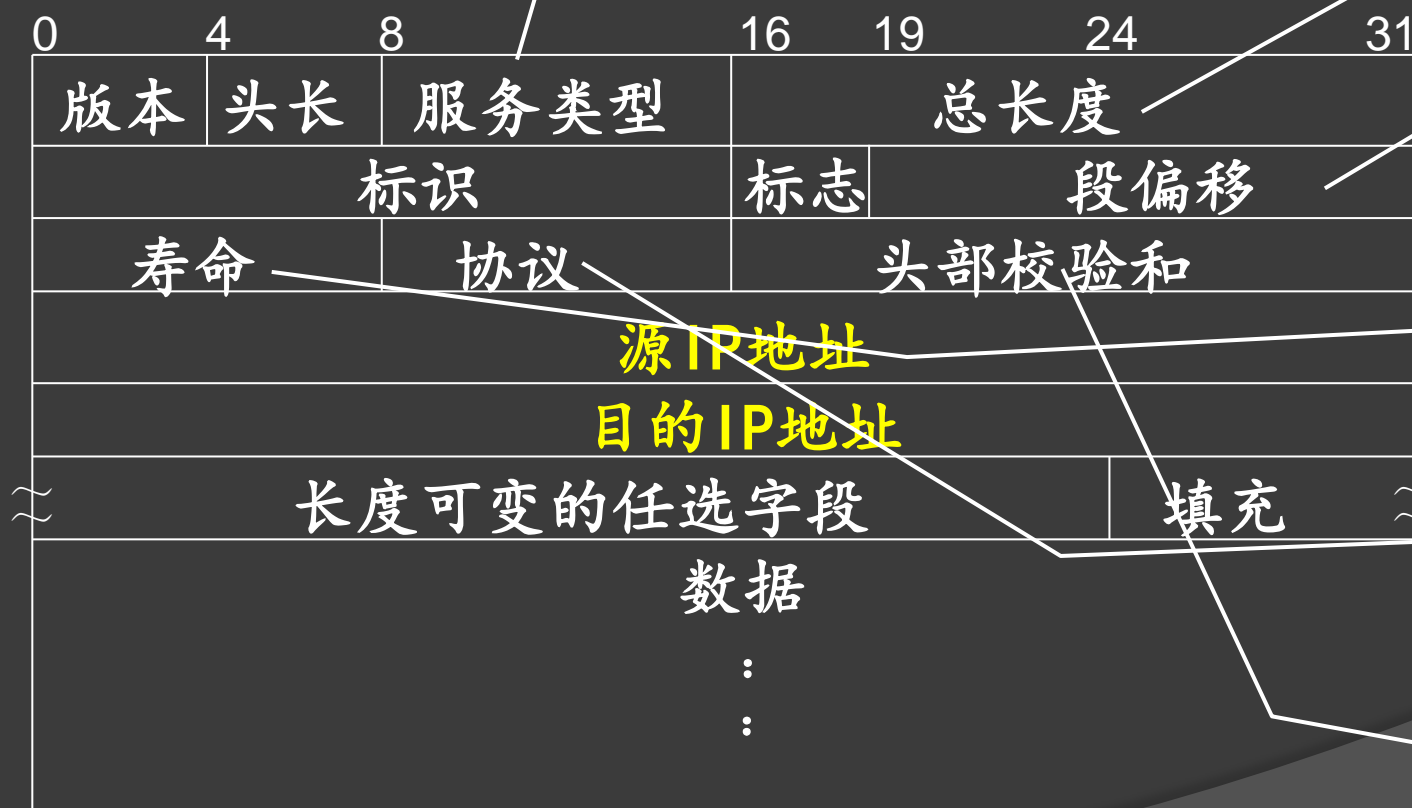 0 4 8 16 19 24 31
版本 头长 服务类型 总长度
标识 标志 段偏移
寿命 协议 头部校验和
源IP地址
目的IP地址
长度可变的任选字段 填充
数据
:
: